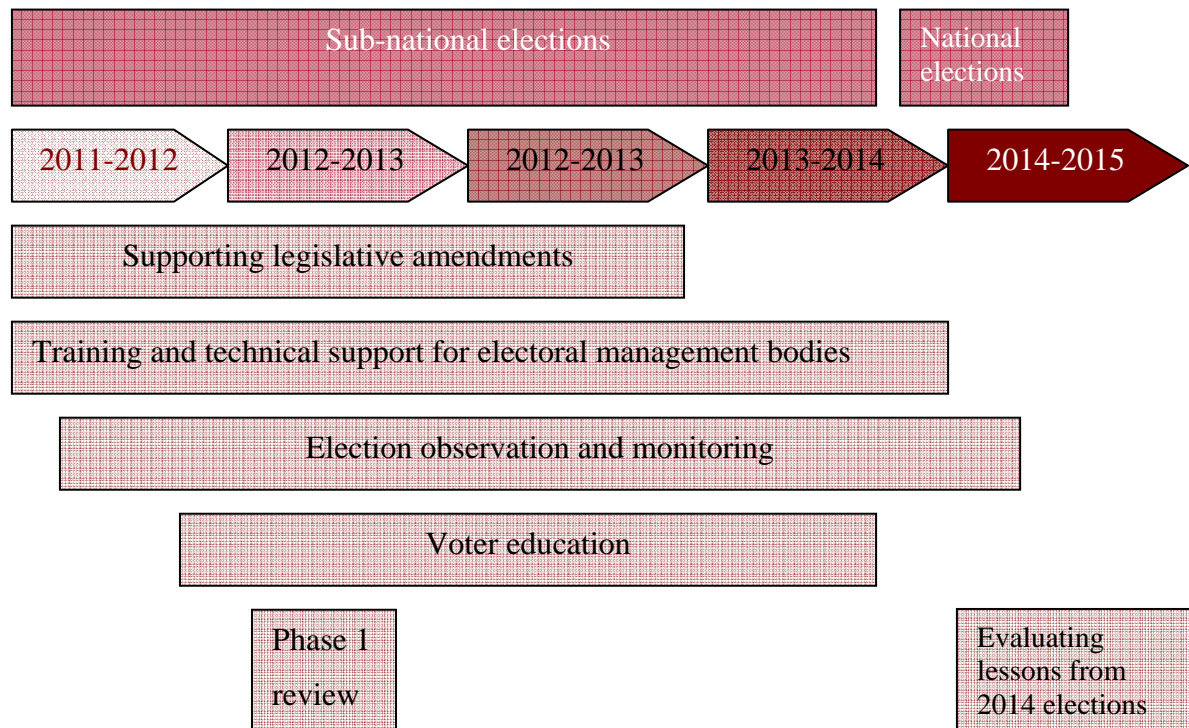 Sub-national elections
National
elections
2011-2012
2012-2013
2012-2013
2013-2014
2014-2015
Supporting legislative amendments
Training and technical support for electoral management bodies
Election observation and monitoring
Voter education
Phase 1
review
Evaluating
lessons from
2014 elections